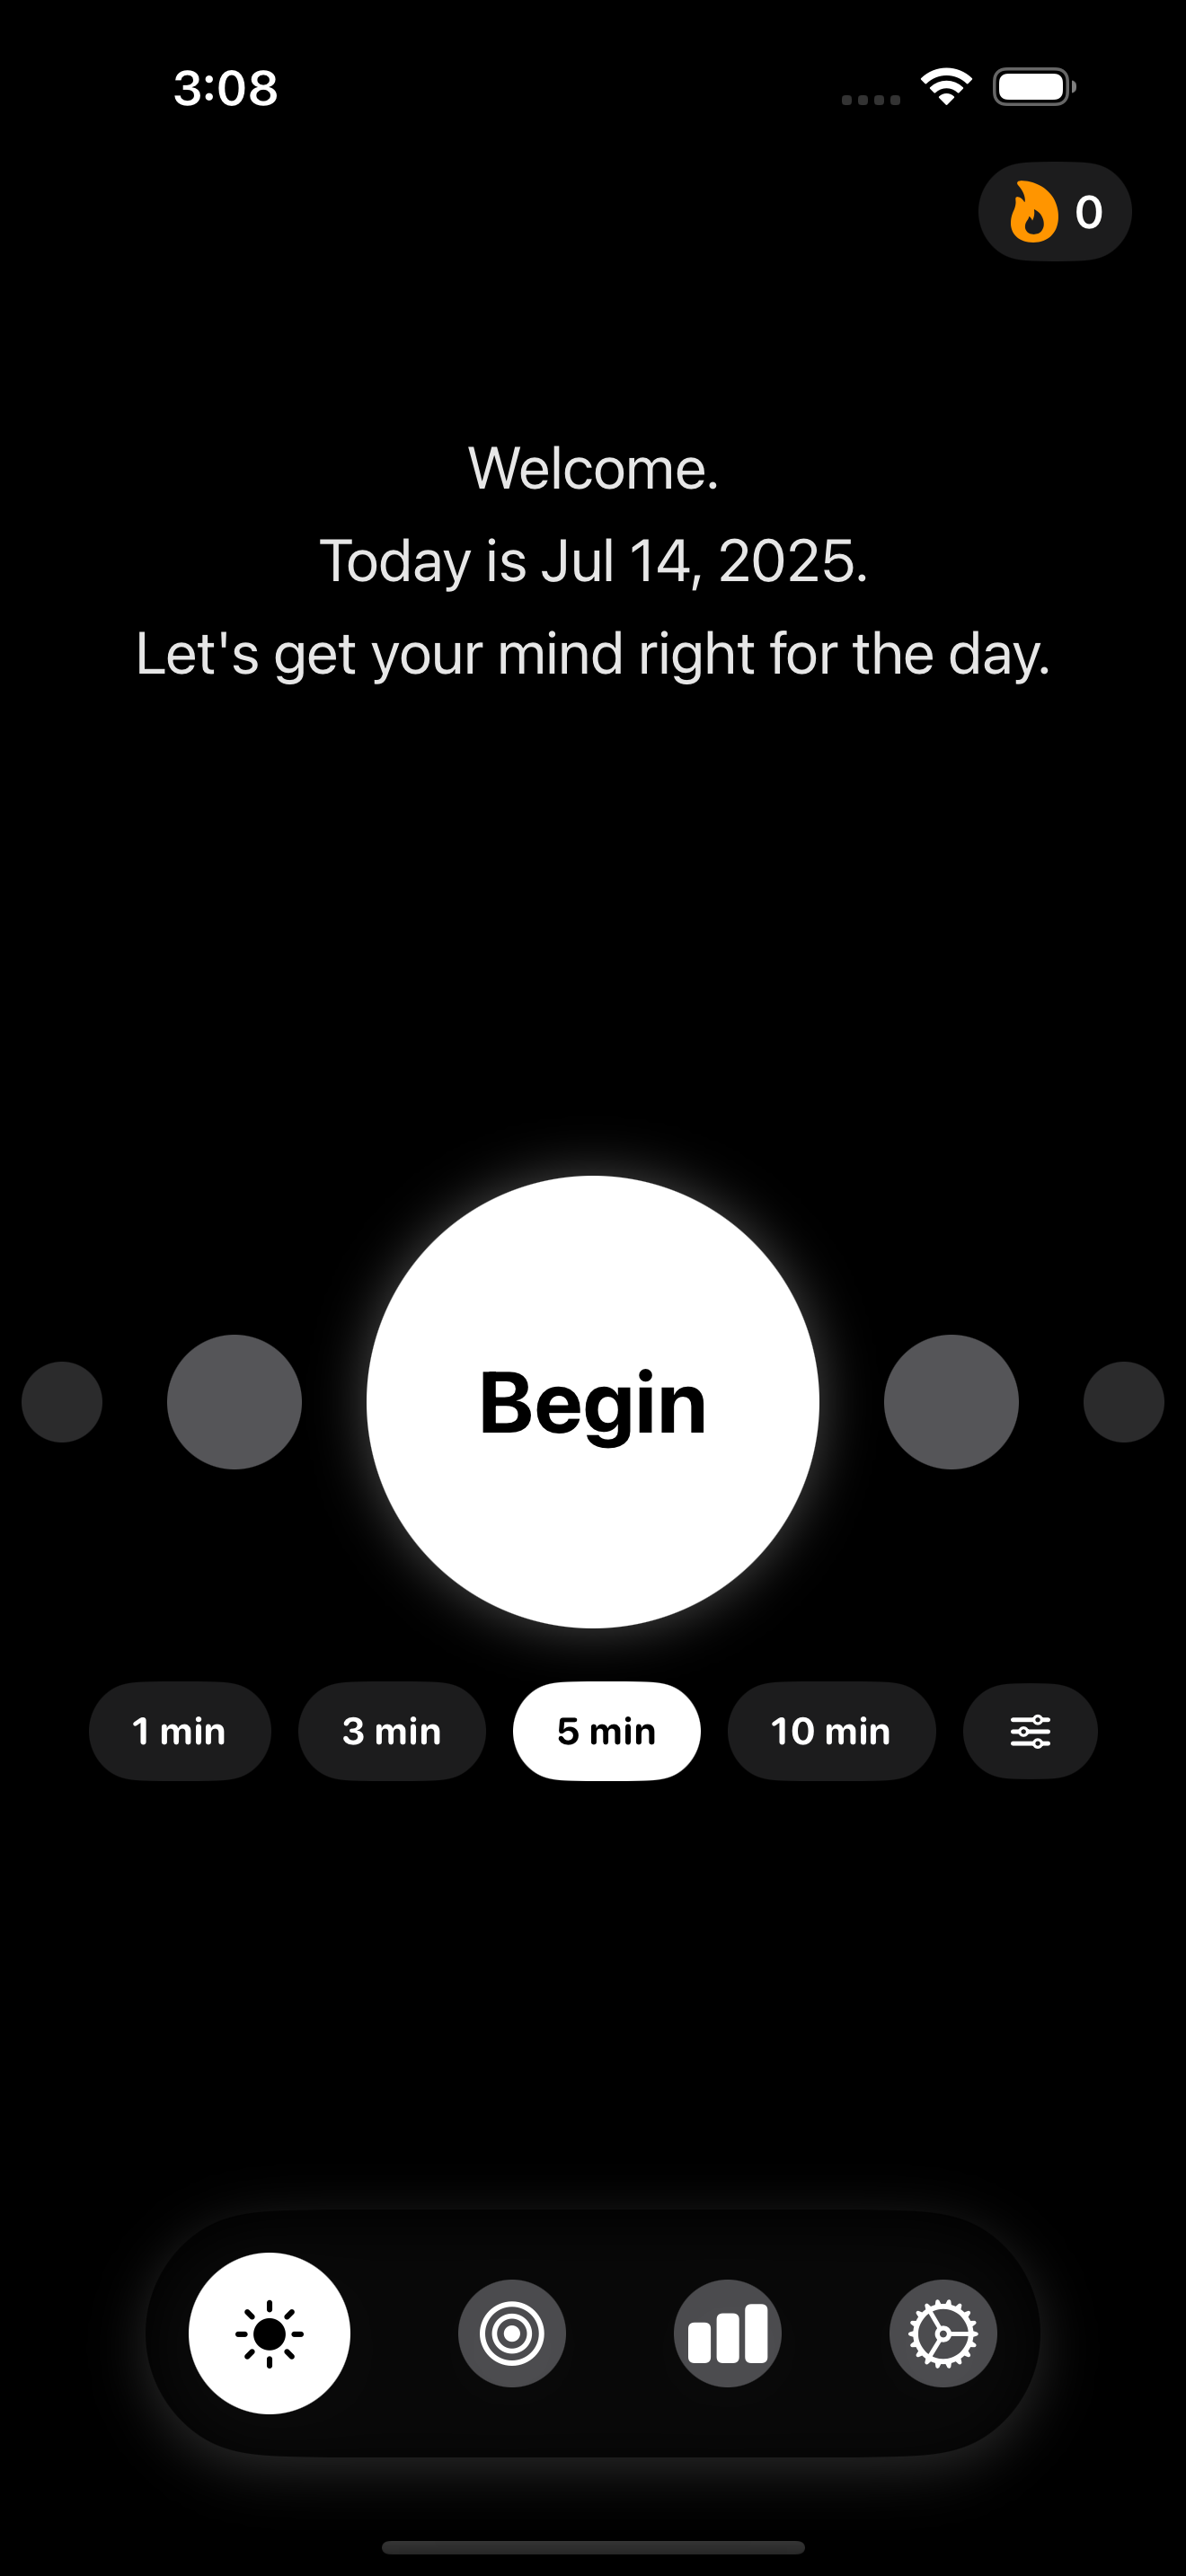 3:08
0
Welcome.
Today is Jul 14, 2025.
Let's get your mind right for the day.
Begin
1 min
3 min
5 min
10 min